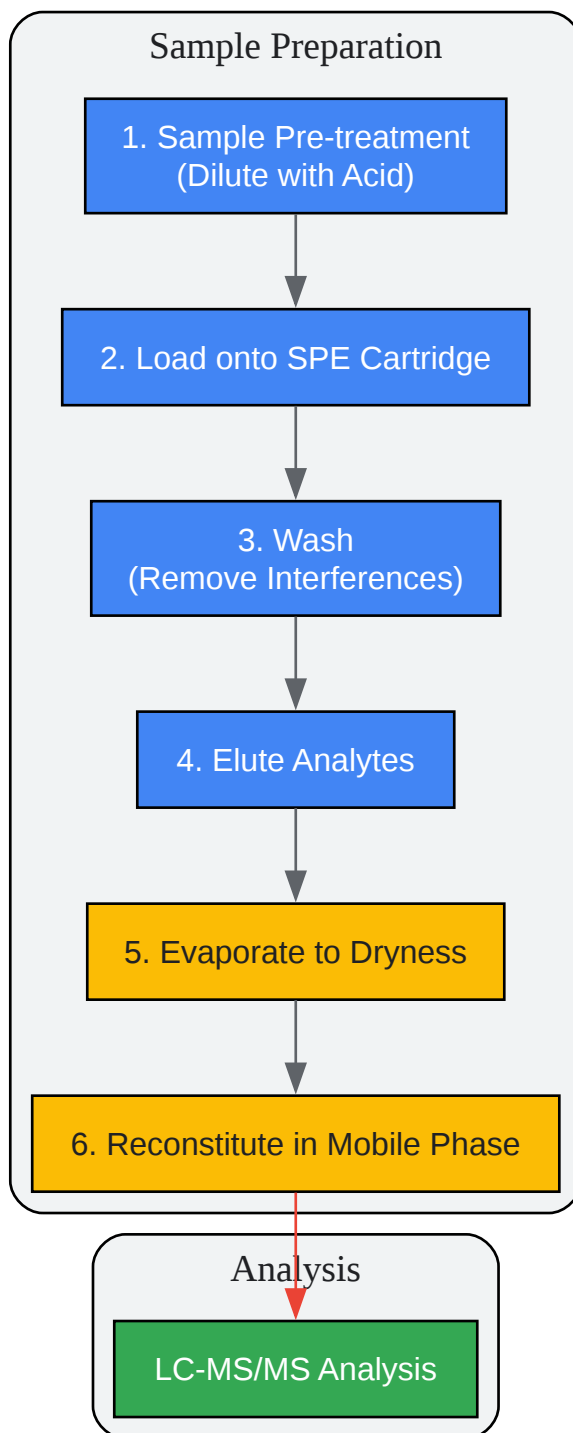 Sample Preparation
1. Sample Pre-treatment
(Dilute with Acid)
2. Load onto SPE Cartridge
3. Wash
(Remove Interferences)
4. Elute Analytes
5. Evaporate to Dryness
6. Reconstitute in Mobile Phase
Analysis
LC-MS/MS Analysis